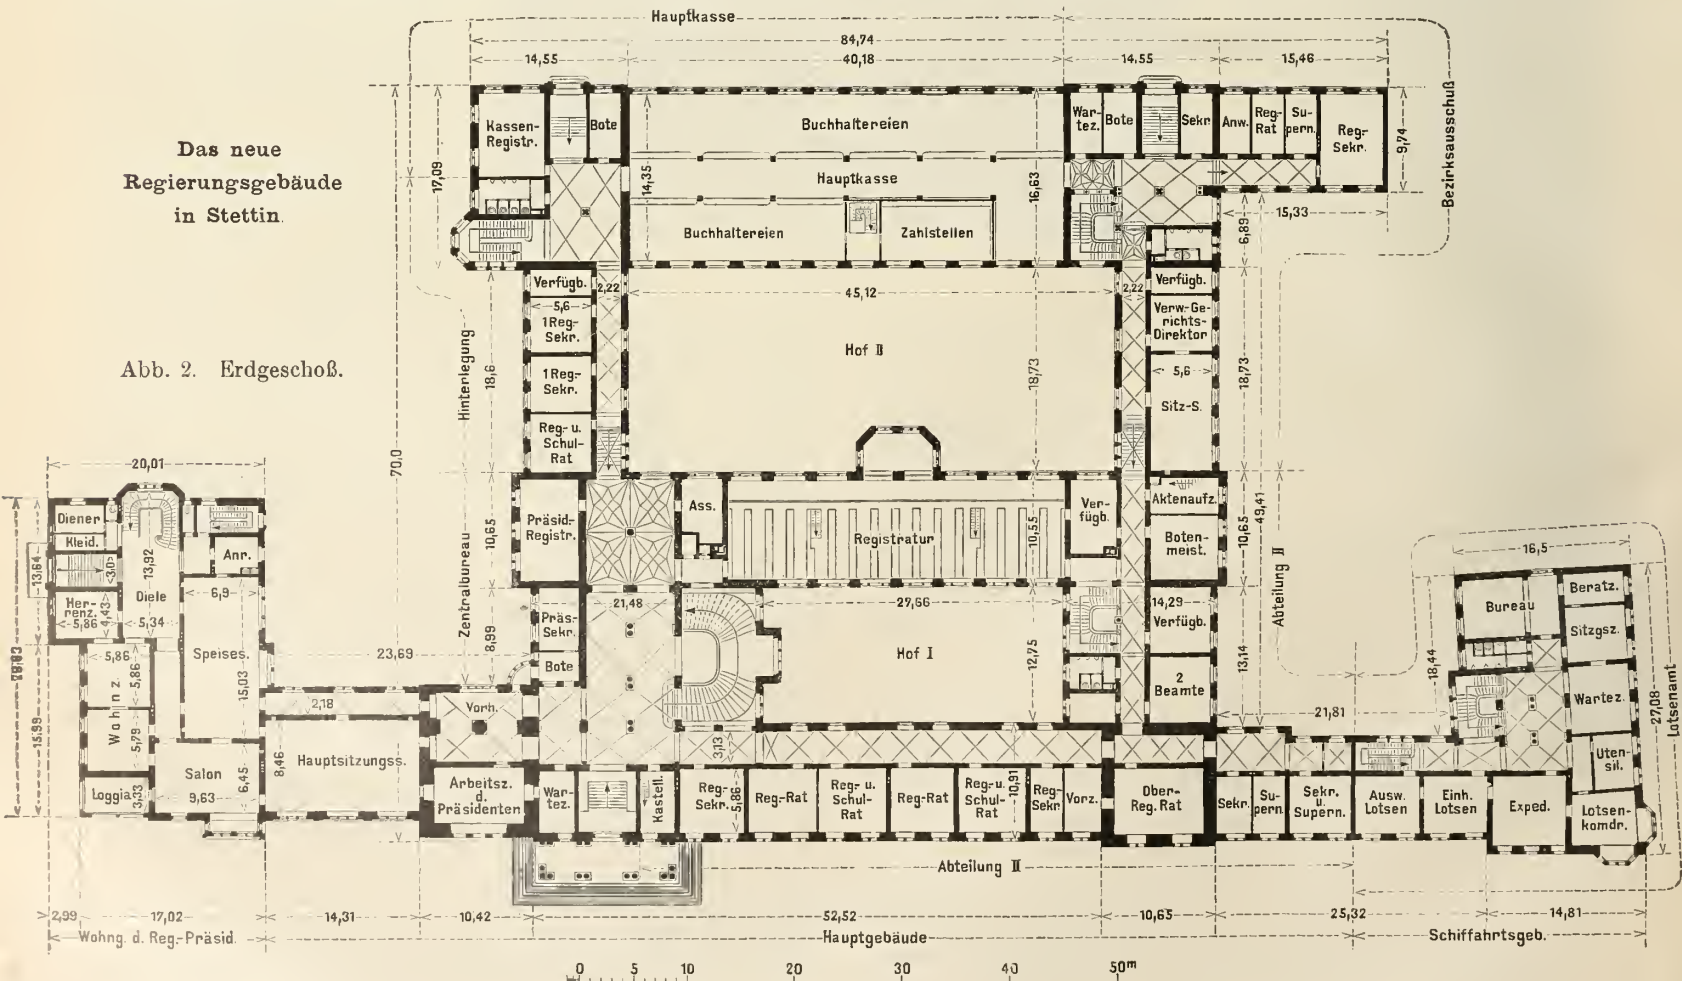 Hauptkasse
84,74
14,55
40,18
14,55
15,46
Das neue
Regierungsgebäude
in Stettin.
Abb. 2. Erdgeschoß.
Kassen-
Registr.
Bote
Buchhaltereien
Hauptkasse
Buchhaltereien
Zahlstellen
17,09
14,35
16,63
War-
tez.
Bote
Sekr.
Anw.
Reg.-
Rat
Su-
pern.
Reg.-
Sekr.
9,74
Bezirksausschuß
15,33
6,89
Verfügb.
2,22
5,6
1 Reg.-
Sekr.
1 Reg.-
Sekr.
Reg.- u.
Schul-
Rat
Hinterlegung
18,6
70,0
45,12
Hof II
18,73
2,22
Verfügb.
Verw.-Ge-
richts-
Direktor
5,6
Sitz-S.
18,73
49,41
Abteilung II
20,01
Diener
Kleid.
3,0
13,92
Diele
Her-
renz.
5,86
4,43
5,34
Anr.
6,9
Speises.
15,03
13,64
15,99
5,86
5,86
Wohnz.
5,79
Loggia
3,33
Salon
9,63
6,45
23,69
2,18
8,46
Hauptsitzungss.
Zentralbureau
10,65
8,99
Präsid.-
Registr.
Ass.
Registratur
10,55
Ver-
fügb.
Aktenaufz.
Boten-
meist.
10,65
21,48
Präs.-
Sekr.
Bote
27,66
Hof I
12,75
14,29
Verfügb.
2
Beamte
13,14
Vorh.
Arbeitsz.
d.
Präsidenten
War-
tez.
Kastell.
3,13
Reg.-
Sekr.
5,86
Reg.-Rat
Reg.- u.
Schul-
Rat
Reg.-Rat
Reg.- u.
Schul-
Rat
10,91
Reg.-
Sekr.
Vorz.
Ober-
Reg. Rat
Sekr.
Su-
pern.
Sekr.
u.
Supern.
Ausw.
Lotsen
Einh.
Lotsen
Exped.
Lotsen-
komdr.
21,81
16,5
18,44
Bureau
Beratz.
Sitzgsz.
Wartez.
Uten-
sil.
27,08
Lotsenamt
Abteilung II
2,99
17,02
14,31
10,42
52,52
10,65
25,32
14,81
Wohng. d. Reg.-Präsid.
Hauptgebäude
Schiffahrtsgeb.
0 5 10 20 30 40 50m